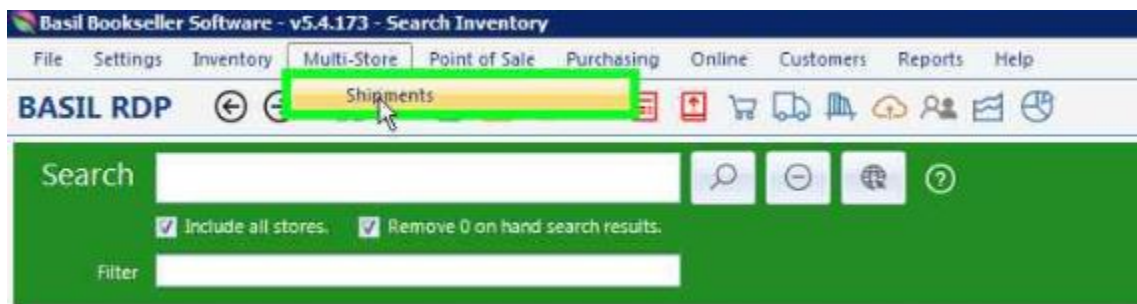 Basil Bookseller Software - v5.4.173 - Search Inventory
File Settings Inventory Multi-Store Point of Sale Purchasing Online Customers Reports Help
Shipments
BASIL RDP
Search
Include all stores. Remove 0 on hand search results.
Filter